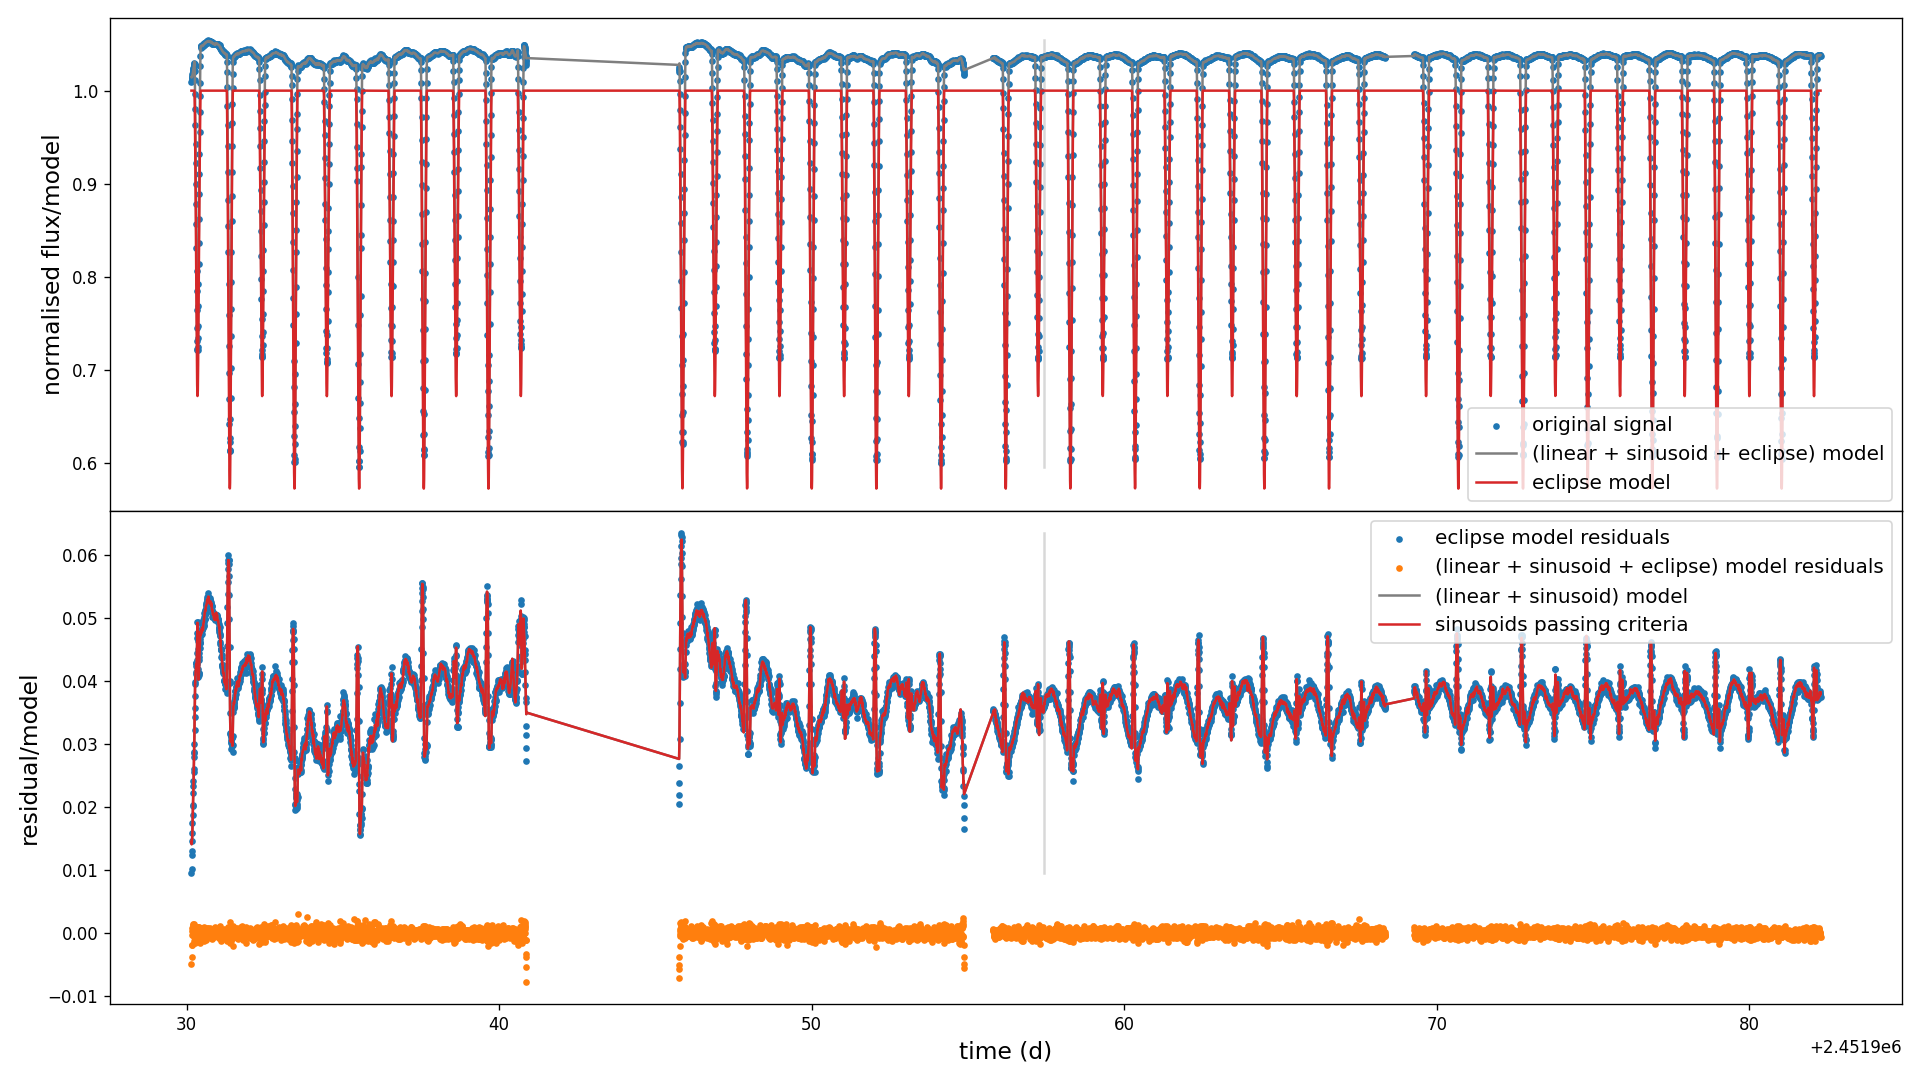 1.0
0.9
0.8
0.7
0.6
normalised flux/model
original signal
(linear + sinusoid + eclipse) model
eclipse model
0.06
0.05
0.04
0.03
0.02
0.01
0.00
−0.01
residual/model
eclipse model residuals
(linear + sinusoid + eclipse) model residuals
(linear + sinusoid) model
sinusoids passing criteria
30
40
50
60
70
80
time (d)
+2.4519e6